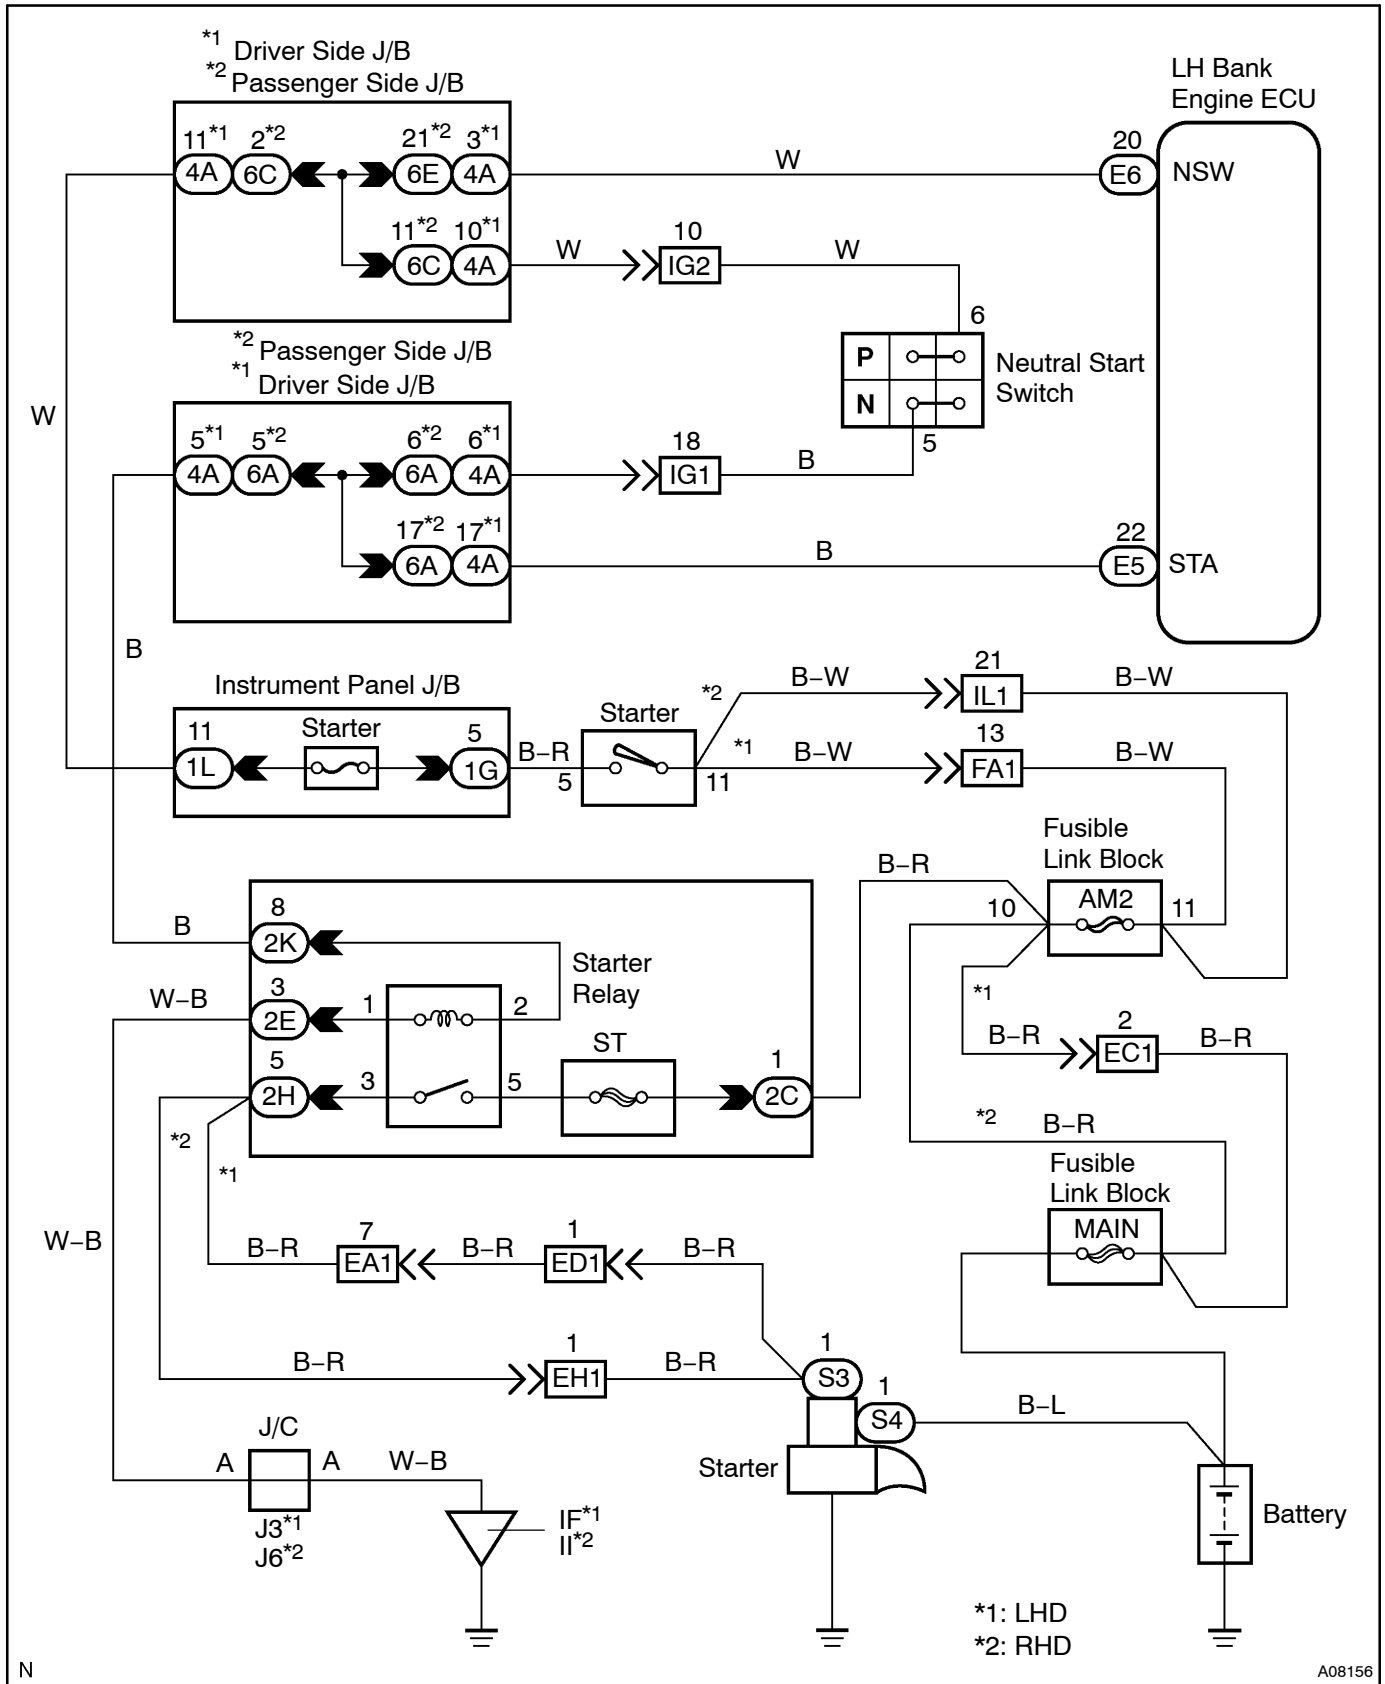 *1 Driver Side J/B
*2 Passenger Side J/B
LH Bank
Engine ECU
11*1 2*2 21*2 3*1
4A 6C 6E 4A
W
20
E6 NSW
11*2 10*1
6C 4A
W
10
IG2
W
6
P
N
Neutral Start
Switch
5
*2 Passenger Side J/B
*1 Driver Side J/B
W
5*1 5*2 6*2 6*1
4A 6A 6A 4A
18
IG1
B
17*2 17*1
6A 4A
B
22
E5 STA
B
Instrument Panel J/B
11
1L
Starter
5
1G
B–R
5
Starter
11
*2
B–W
21
IL1
B–W
*1
B–W
13
FA1
B–W
Fusible
Link Block
AM2
10
11
B–R
B
8
2K
Starter
Relay
W–B
3
2E
1
2
5
2H
3
5
ST
1
2C
*1
B–R
2
EC1
B–R
*2
B–R
Fusible
Link Block
MAIN
*2
*1
W–B
B–R
7
EA1
B–R
1
ED1
B–R
B–R
1
EH1
B–R
1
S3
1
S4
B–L
Starter
Battery
J/C
A
A
W–B
J3*1
J6*2
IF*1
II*2
*1: LHD
*2: RHD
N
A08156